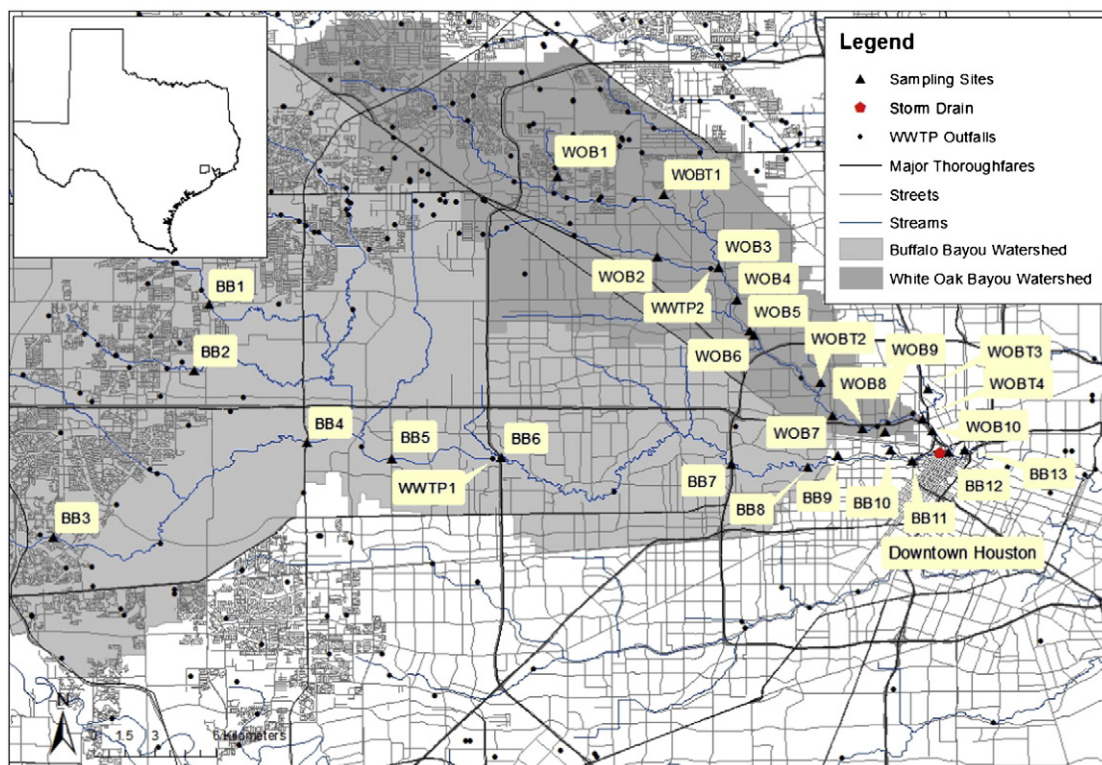 Legend
Sampling Sites
Storm Drain
WWTP Outfalls
Major Thoroughfares
Streets
Streams
Buffalo Bayou Watershed
White Oak Bayou Watershed
WOB1
WOBT1
WOB3
WOB2
WOB4
BB1
WWTP2
WOB5
WOBT2
WOB9
WOBT3
BB2
WOB6
WOB8
WOBT4
BB4
BB5
BB6
WOB7
WOB10
WWTP1
BB7
BB9
BB12
BB13
BB3
BB8
BB10
BB11
Downtown Houston
N
0 1.5 3 6 Kilometers